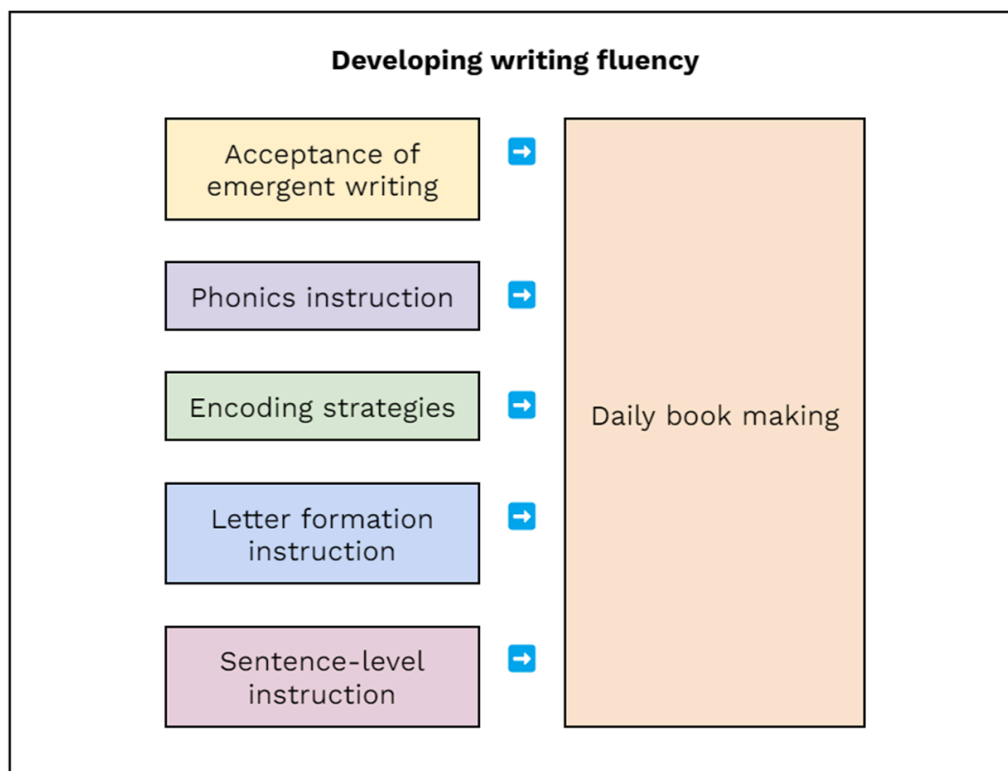 Developing writing fluency
Acceptance of
emergent writing
Phonics instruction
Encoding strategies
Letter formation
instruction
Sentence-level
instruction
Daily book making